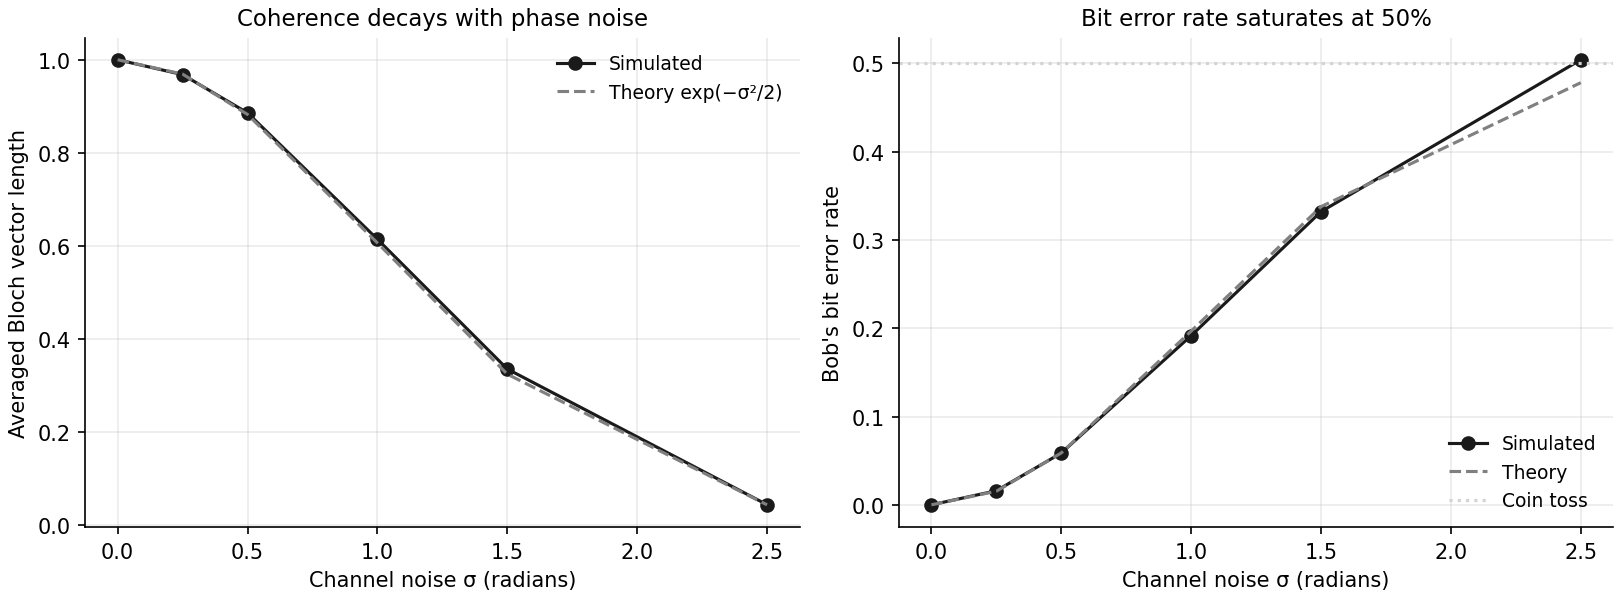 Coherence decays with phase noise
Averaged Bloch vector length
1.0
0.8
0.6
0.4
0.2
0.0
Simulated
Theory exp(−σ²/2)
0.0 0.5 1.0 1.5 2.0 2.5
Channel noise σ (radians)
Bit error rate saturates at 50%
Bob's bit error rate
0.5
0.4
0.3
0.2
0.1
0.0
Simulated
Theory
Coin toss
0.0 0.5 1.0 1.5 2.0 2.5
Channel noise σ (radians)